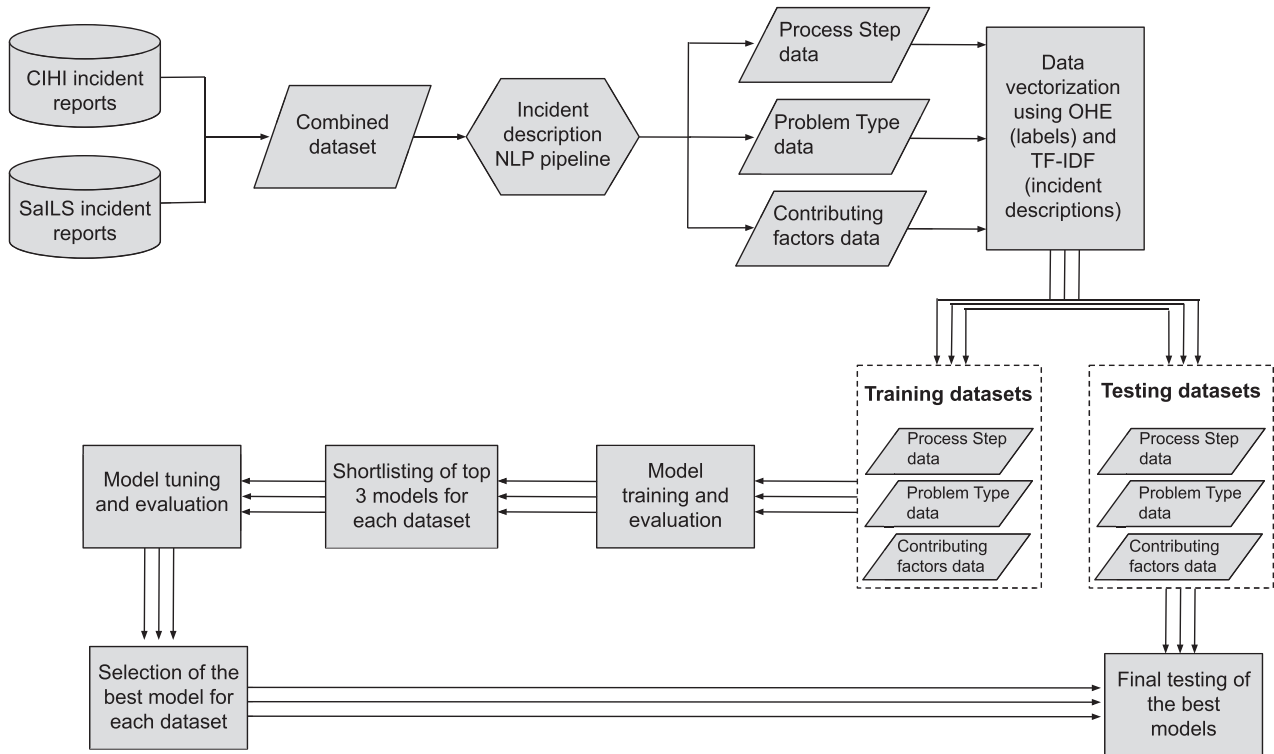 CIHI incident
reports
SaILS incident
reports
Combined
dataset
Incident
description
NLP pipeline
Process Step
data
Problem Type
data
Contributing
factors data
Data
vectorization
using OHE
(labels) and
TF-IDF
(incident
descriptions)
Training datasets
Process Step
data
Problem Type
data
Contributing
factors data
Testing datasets
Process Step
data
Problem Type
data
Contributing
factors data
Model
training and
evaluation
Shortlisting of top
3 models for
each dataset
Model tuning
and evaluation
Selection of the
best model for
each dataset
Final testing of
the best
models